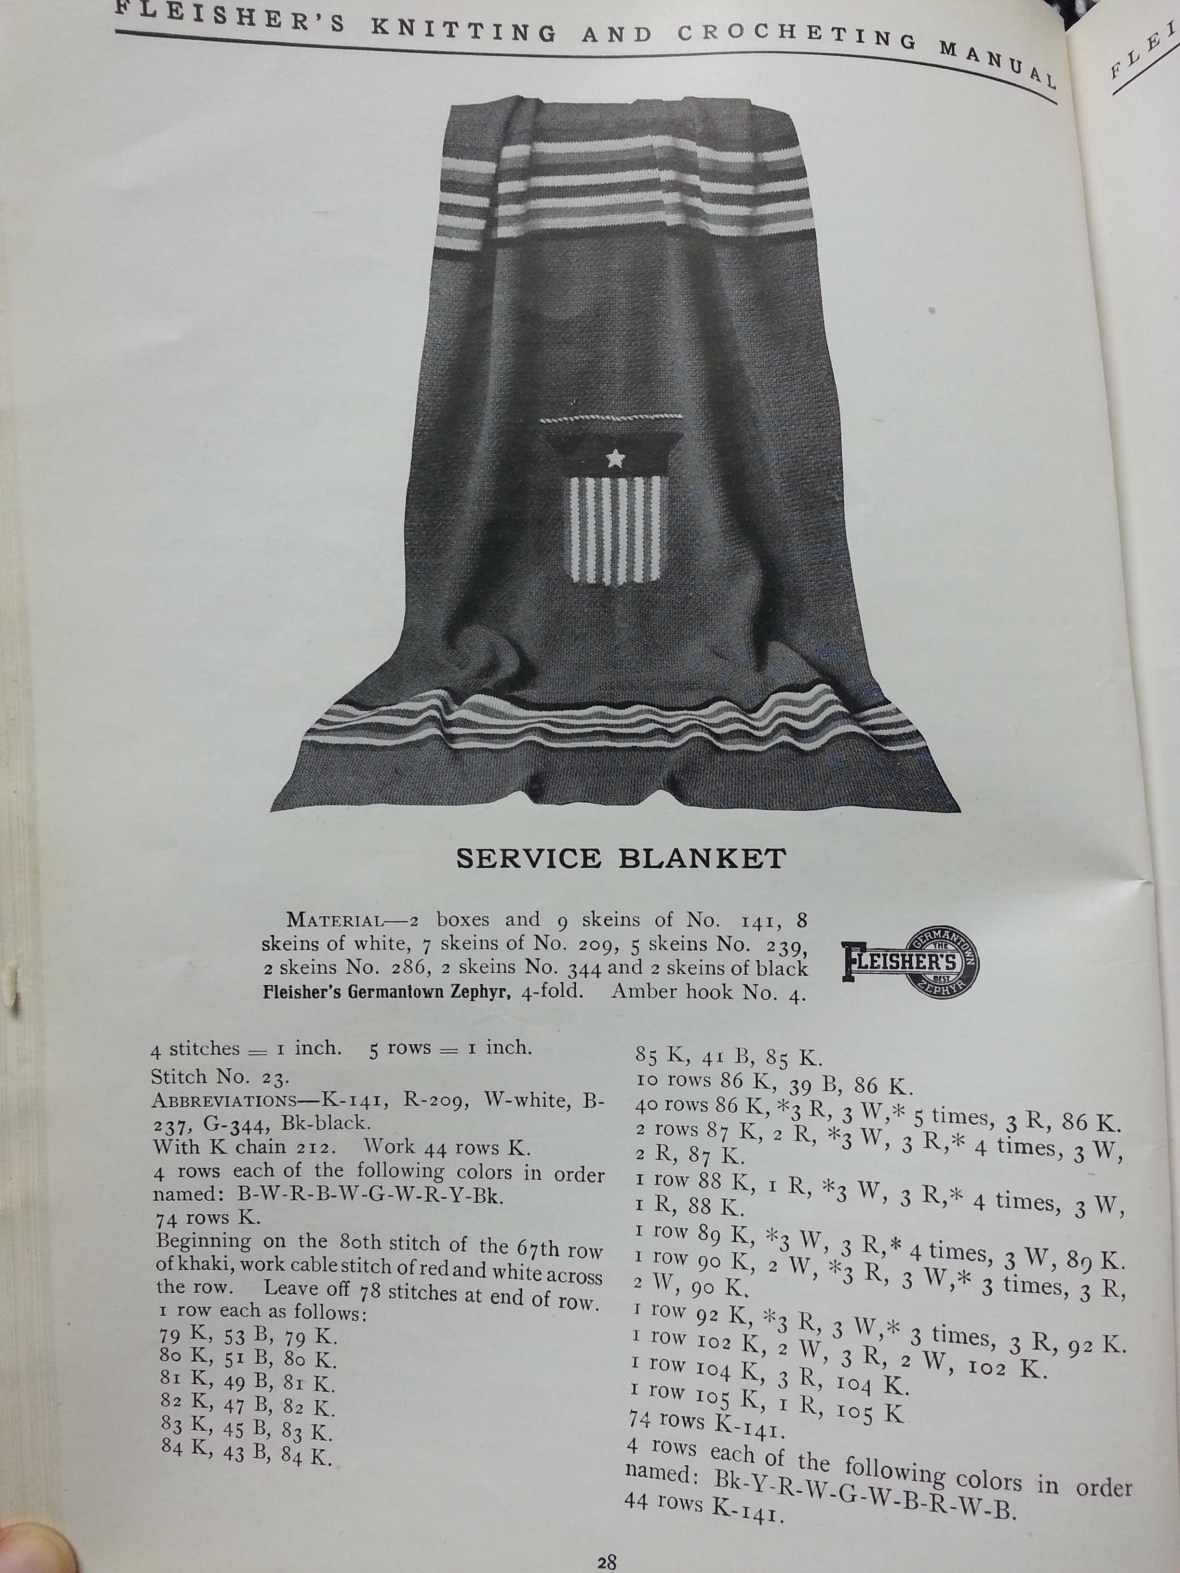 FLEISHER'S KNITTING AND CROCHETING MANUAL
FLEI
SERVICE BLANKET
MATERIAL—2 boxes and 9 skeins of No. 141, 8
skeins of white, 7 skeins of No. 209, 5 skeins No. 239,
2 skeins No. 286, 2 skeins No. 344 and 2 skeins of black
Fleisher's Germantown Zephyr, 4-fold. Amber hook No. 4.
GERMANTOWN
THE
FLEISHER'S
BEST
ZEPHYR
4 stitches = 1 inch. 5 rows = 1 inch.
Stitch No. 23.
ABBREVIATIONS—K-141, R-209, W-white, B-
237, G-344, Bk-black.
With K chain 212. Work 44 rows K.
4 rows each of the following colors in order
named: B-W-R-B-W-G-W-R-Y-Bk.
74 rows K.
Beginning on the 80th stitch of the 67th row
of khaki, work cable stitch of red and white across
the row. Leave off 78 stitches at end of row.
1 row each as follows:
79 K, 53 B, 79 K.
80 K, 51 B, 80 K.
81 K, 49 B, 81 K.
82 K, 47 B, 82 K.
83 K, 45 B, 83 K.
84 K, 43 B, 84 K.
85 K, 41 B, 85 K.
10 rows 86 K, 39 B, 86 K.
40 rows 86 K, *3 R, 3 W,* 5 times, 3 R, 86 K.
2 rows 87 K, 2 R, *3 W, 3 R,* 4 times, 3 W,
2 R, 87 K.
1 row 88 K, 1 R, *3 W, 3 R,* 4 times, 3 W,
1 R, 88 K.
1 row 89 K, *3 W, 3 R,* 4 times, 3 W, 89 K.
1 row 90 K, 2 W, *3 R, 3 W,* 3 times, 3 R,
2 W, 90 K.
1 row 92 K, *3 R, 3 W,* 3 times, 3 R, 92 K.
1 row 102 K, 2 W, 3 R, 2 W, 102 K.
1 row 104 K, 3 R, 104 K.
1 row 105 K, 1 R, 105 K
74 rows K-141.
4 rows each of the following colors in order
named: Bk-Y-R-W-G-W-B-R-W-B.
44 rows K-141.
28